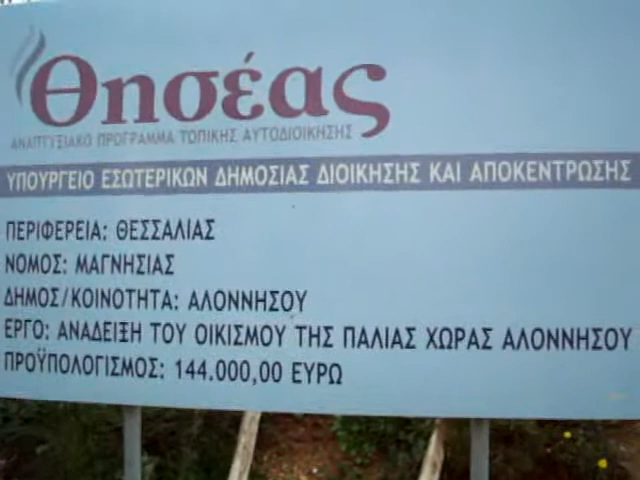 Θησέας
ΑΝΑΠΤΥΞΙΑΚΟ ΠΡΟΓΡΑΜΜΑ ΤΟΠΙΚΗΣ ΑΥΤΟΔΙΟΙΚΗΣΗΣ
ΥΠΟΥΡΓΕΙΟ ΕΣΩΤΕΡΙΚΩΝ ΔΗΜΟΣΙΑΣ ΔΙΟΙΚΗΣΗΣ ΚΑΙ ΑΠΟΚΕΝΤΡΩΣΗΣ
ΠΕΡΙΦΕΡΕΙΑ: ΘΕΣΣΑΛΙΑΣ
ΝΟΜΟΣ: ΜΑΓΝΗΣΙΑΣ
ΔΗΜΟΣ/ΚΟΙΝΟΤΗΤΑ: ΑΛΟΝΝΗΣΟΥ
ΕΡΓΟ: ΑΝΑΔΕΙΞΗ ΤΟΥ ΟΙΚΙΣΜΟΥ ΤΗΣ ΠΑΛΙΑΣ ΧΩΡΑΣ ΑΛΟΝΝΗΣΟΥ
ΠΡΟΫΠΟΛΟΓΙΣΜΟΣ: 144.000,00 ΕΥΡΩ